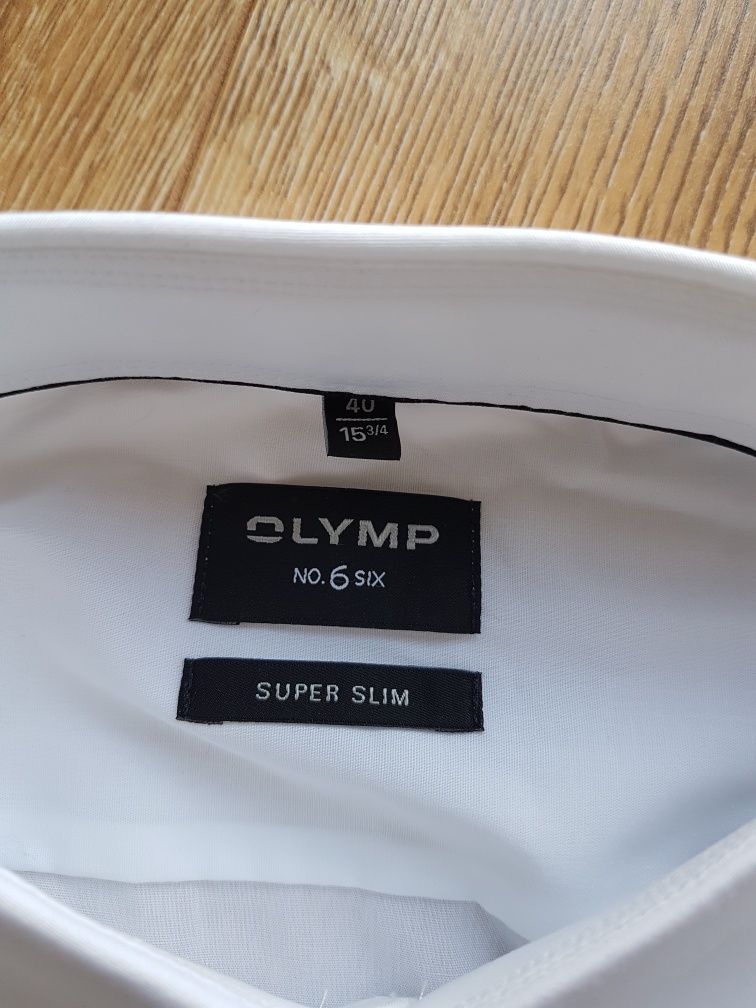 40
15 3/4
OLYMP
NO. 6 SIX
SUPER SLIM